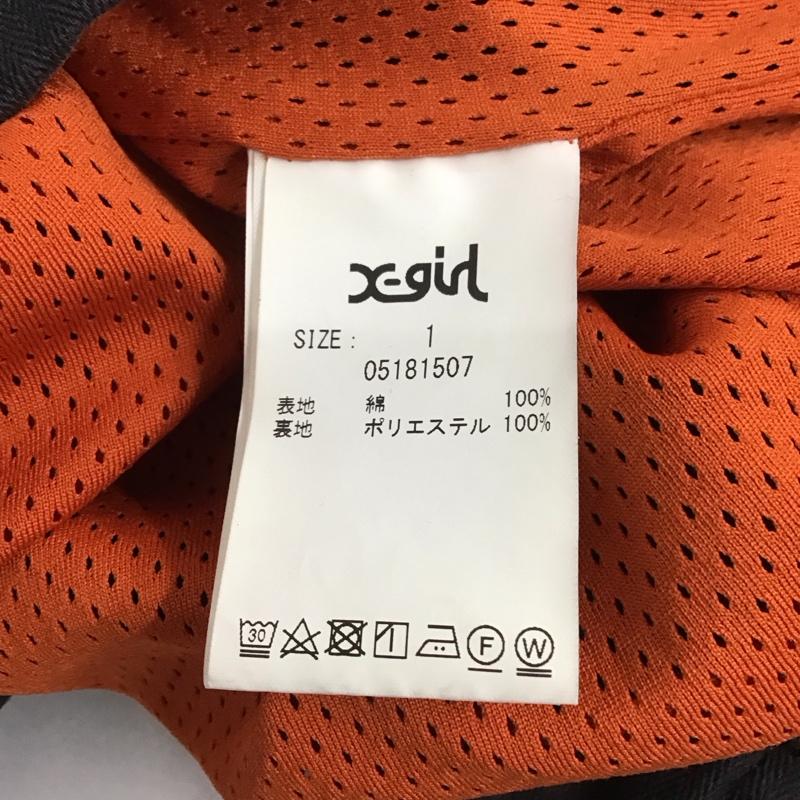 X-girl
SIZE : 1
05181507
表地 綿 100%
裏地 ポリエステル 100%
30 F W